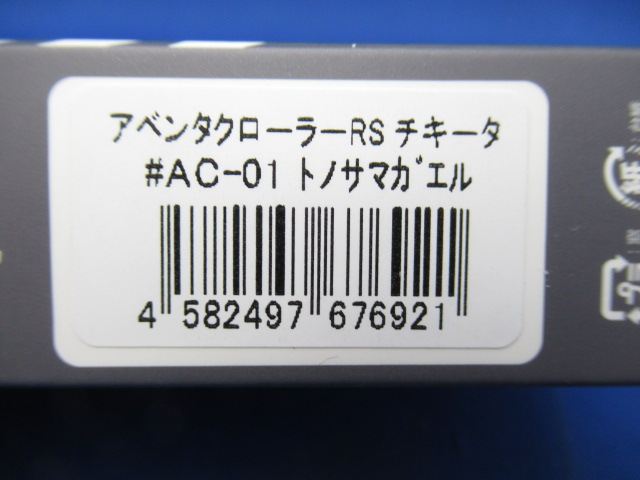 アベンタクローラーRSチキータ
#AC-01 トノサマガエル
4 582497 676921
紙